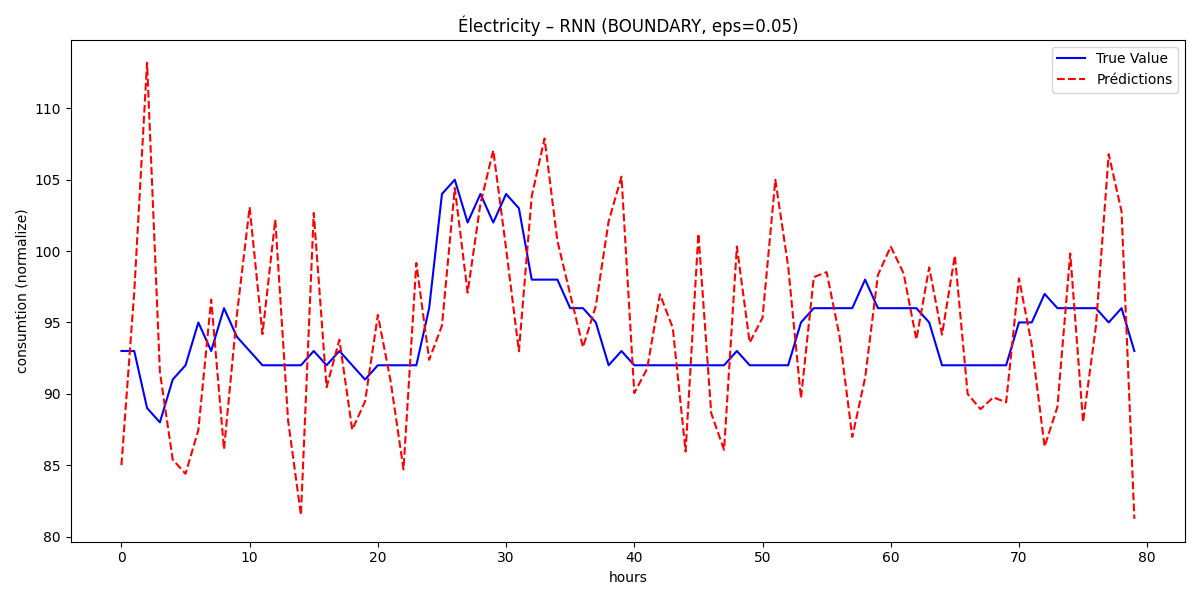 Électricity – RNN (BOUNDARY, eps=0.05)
True Value
Prédictions
consumtion (normalize)
110
105
100
95
90
85
80
0 10 20 30 40 50 60 70 80
hours